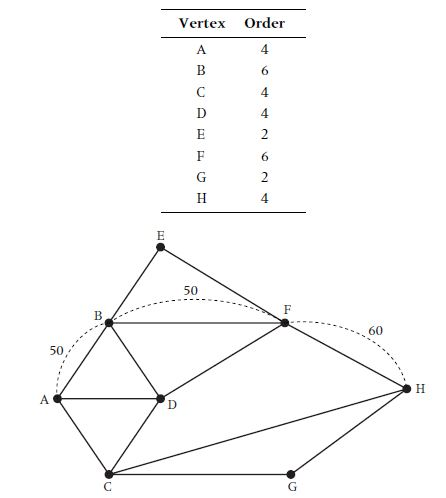 Vertex Order
A 4
B 6
C 4
D 4
E 2
F 6
G 2
H 4
E
50
B F
60
50
H
A D
C G